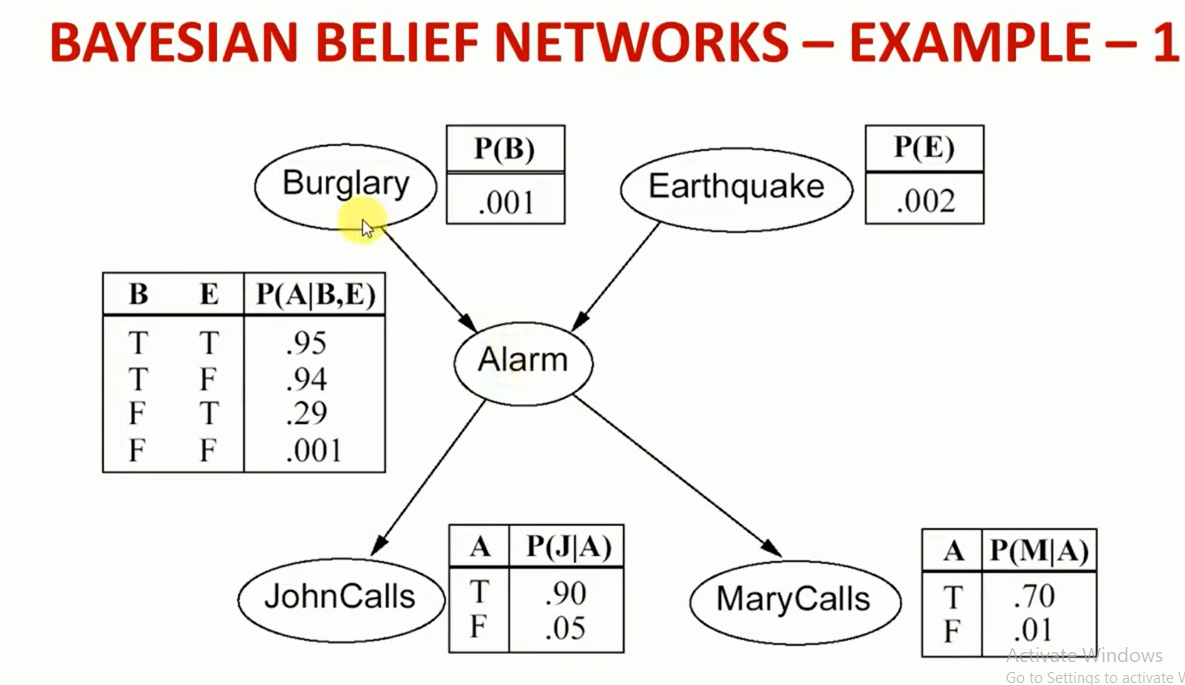 BAYESIAN BELIEF NETWORKS – EXAMPLE – 1
Burglary
P(B)
.001
Earthquake
P(E)
.002
B E P(A|B,E)
T T .95
T F .94
F T .29
F F .001
Alarm
JohnCalls
A P(J|A)
T .90
F .05
MaryCalls
A P(M|A)
T .70
F .01
Activate Windows
Go to Settings to activate W